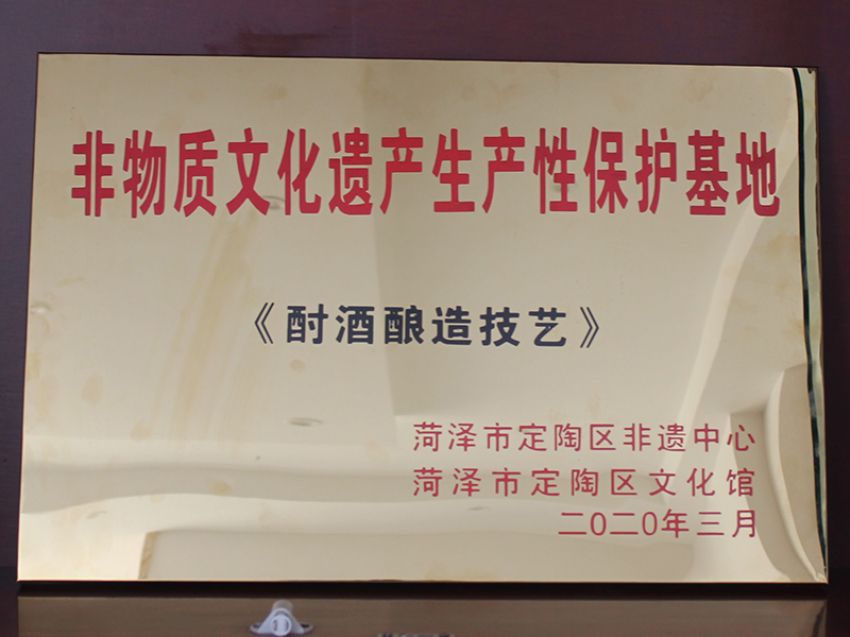 非物质文化遗产生产性保护基地
《酎酒酿造技艺》
菏泽市定陶区非遗中心
菏泽市定陶区文化馆
二0二0年三月